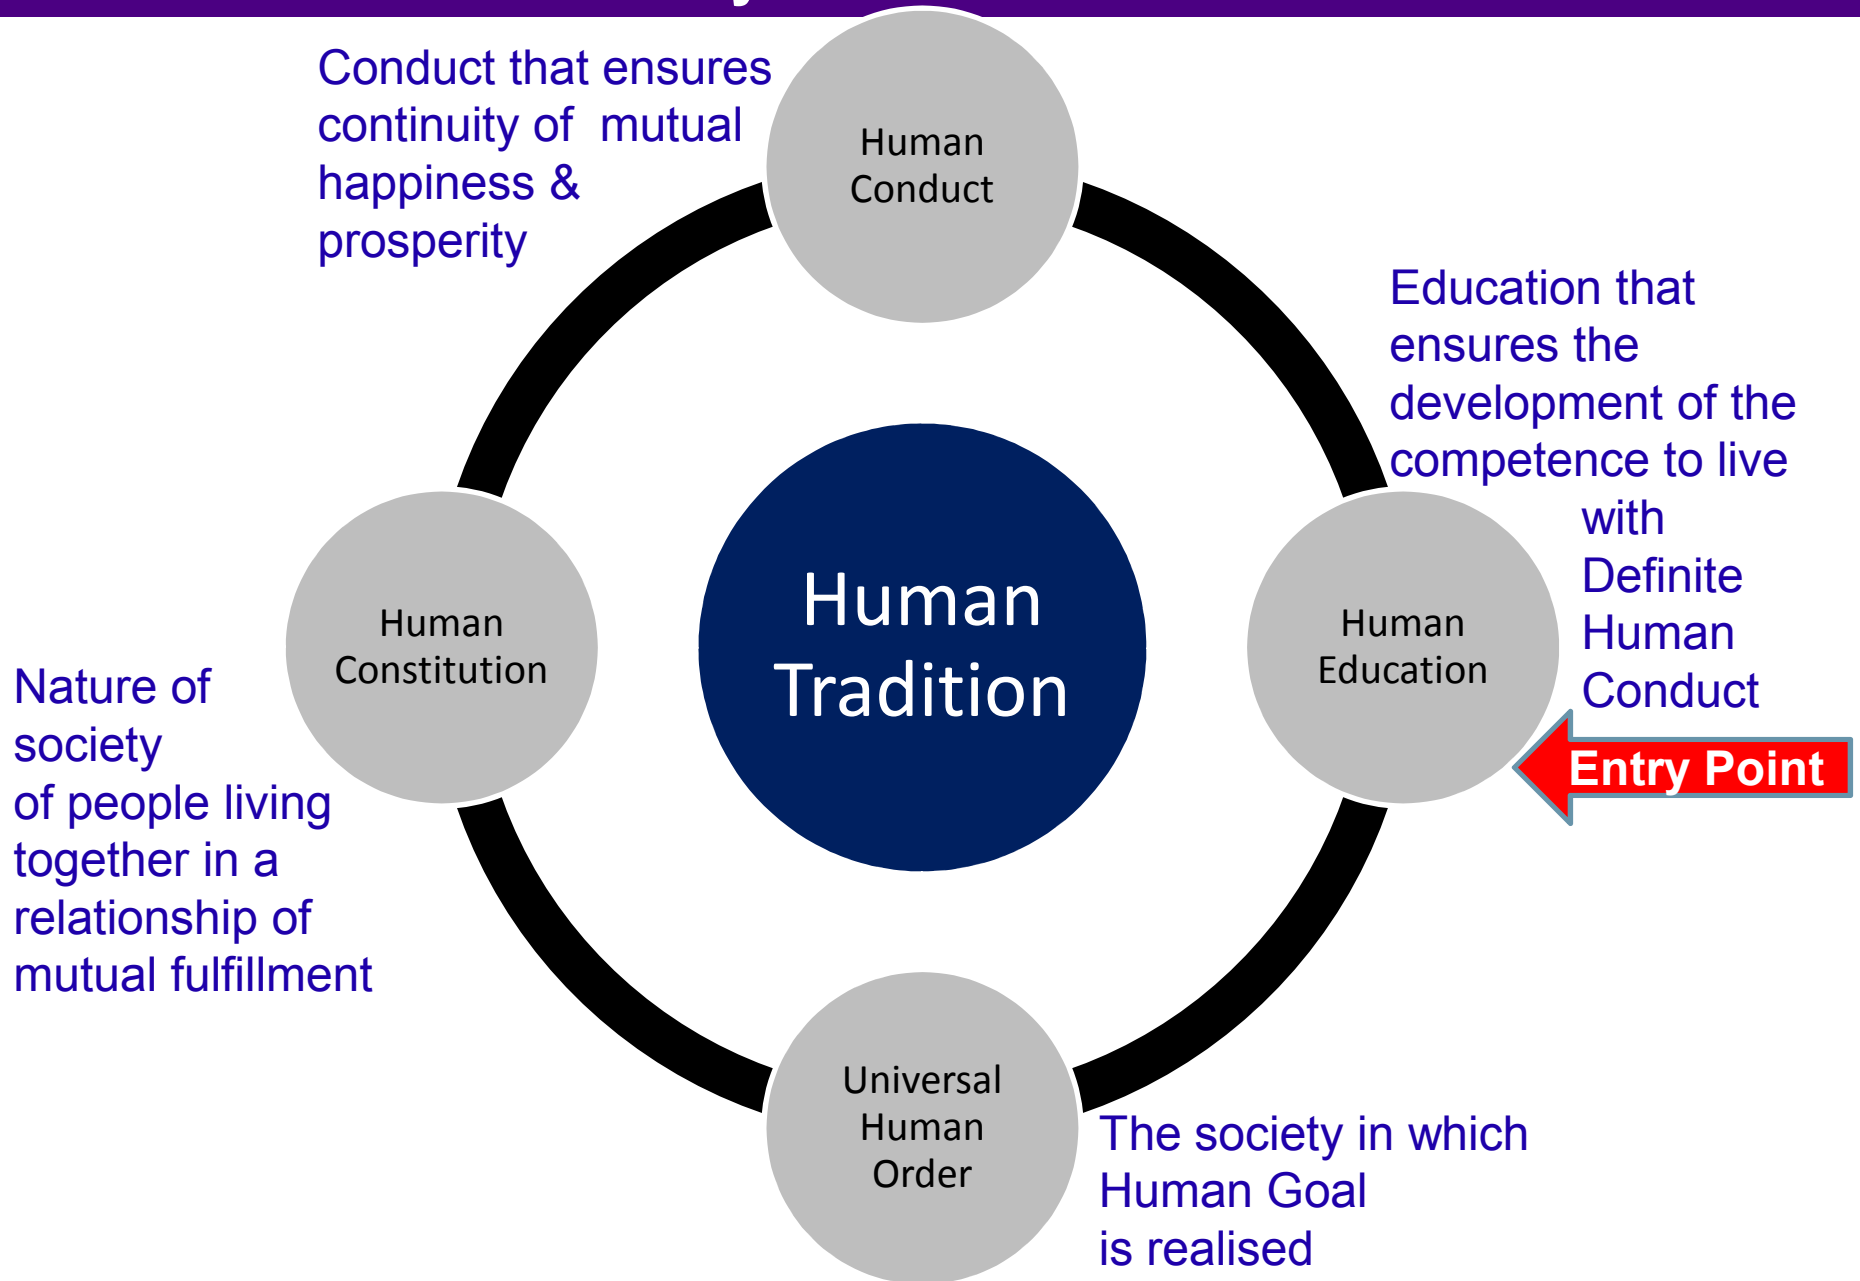 Conduct that ensures
continuity of mutual
happiness &
prosperity
Human
Conduct
Education that
ensures the
development of the
competence to live
with
Definite
Human
Conduct
Human
Tradition
Human
Education
Entry Point
Human
Constitution
Nature of
society
of people living
together in a
relationship of
mutual fulfillment
Universal
Human
Order
The society in which
Human Goal
is realised